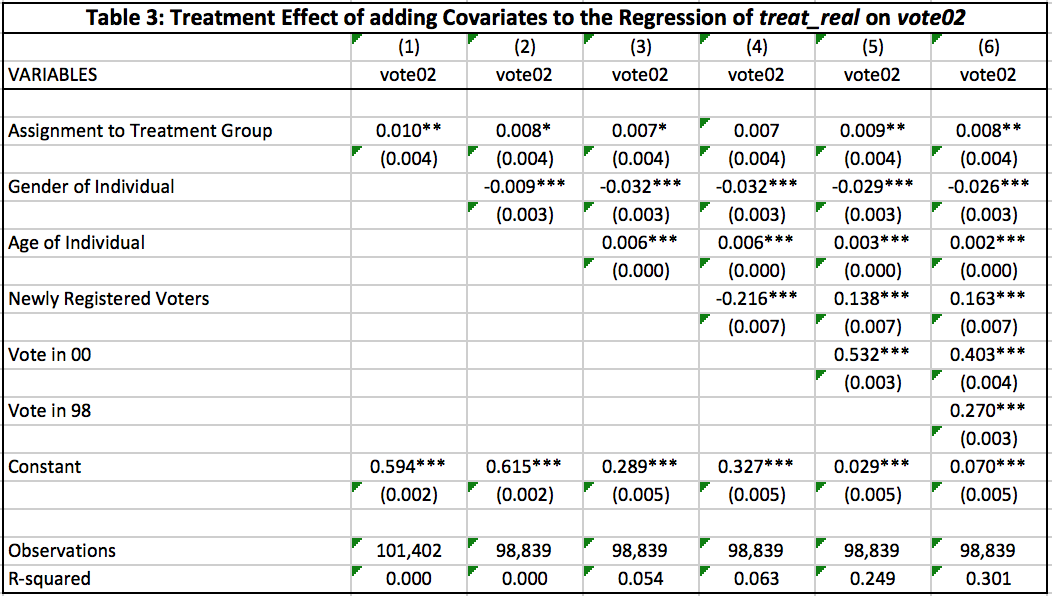 Table 3: Treatment Effect of adding Covariates to the Regression of treat_real on vote02
(1) (2) (3) (4) (5) (6)
VARIABLES vote02 vote02 vote02 vote02 vote02 vote02
Assignment to Treatment Group 0.010** 0.008* 0.007* 0.007 0.009** 0.008**
(0.004) (0.004) (0.004) (0.004) (0.004) (0.004)
Gender of Individual -0.009*** -0.032*** -0.032*** -0.029*** -0.026***
(0.003) (0.003) (0.003) (0.003) (0.003)
Age of Individual 0.006*** 0.006*** 0.003*** 0.002***
(0.000) (0.000) (0.000) (0.000)
Newly Registered Voters -0.216*** 0.138*** 0.163***
(0.007) (0.007) (0.007)
Vote in 00 0.532*** 0.403***
(0.003) (0.004)
Vote in 98 0.270***
(0.003)
Constant 0.594*** 0.615*** 0.289*** 0.327*** 0.029*** 0.070***
(0.002) (0.002) (0.005) (0.005) (0.005) (0.005)
Observations 101,402 98,839 98,839 98,839 98,839 98,839
R-squared 0.000 0.000 0.054 0.063 0.249 0.301